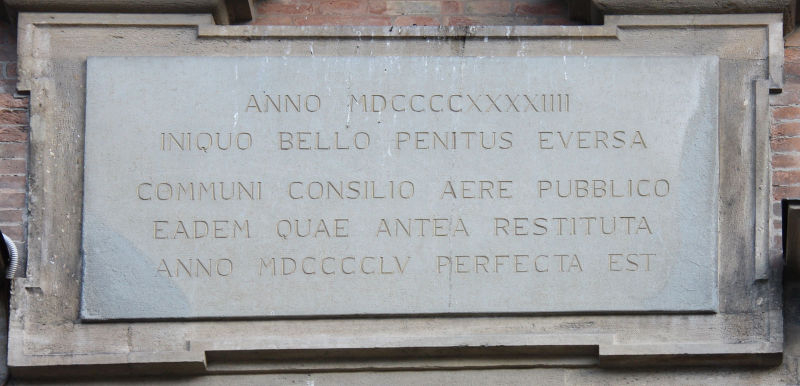 ANNO MDCCCCXXXXIIII
INIQUO BELLO PENITUS EVERSA
COMMUNI CONSILIO AERE PUBBLICO
EADEM QUAE ANTEA RESTITUTA
ANNO MDCCCCLV PERFECTA EST